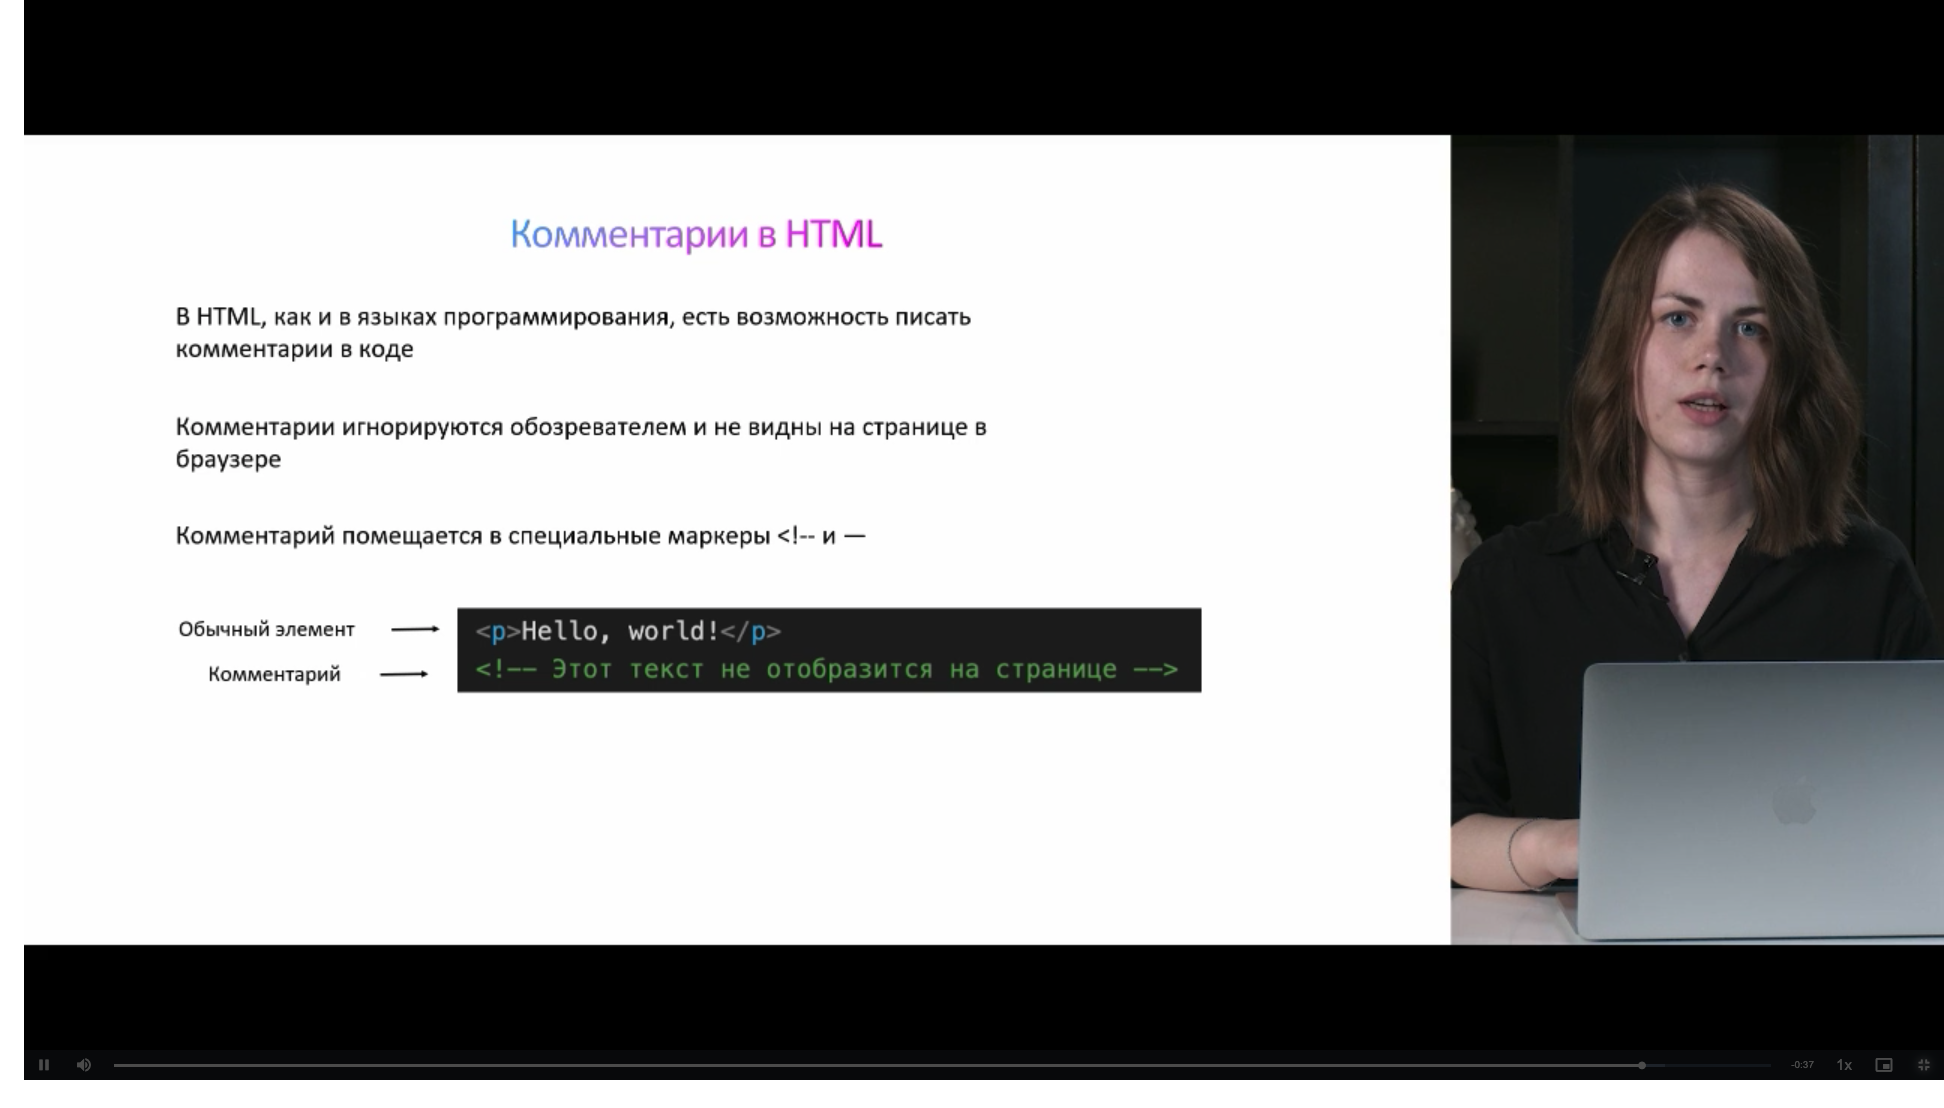 Комментарии в HTML
В HTML, как и в языках программирования, есть возможность писать
комментарии в коде
Комментарии игнорируются обозревателем и не видны на странице в
браузере
Комментарий помещается в специальные маркеры <!-- и —
Обычный элемент
<p>Hello, world!</p>
Комментарий
<!-- Этот текст не отобразится на странице -->
-0:37
1x